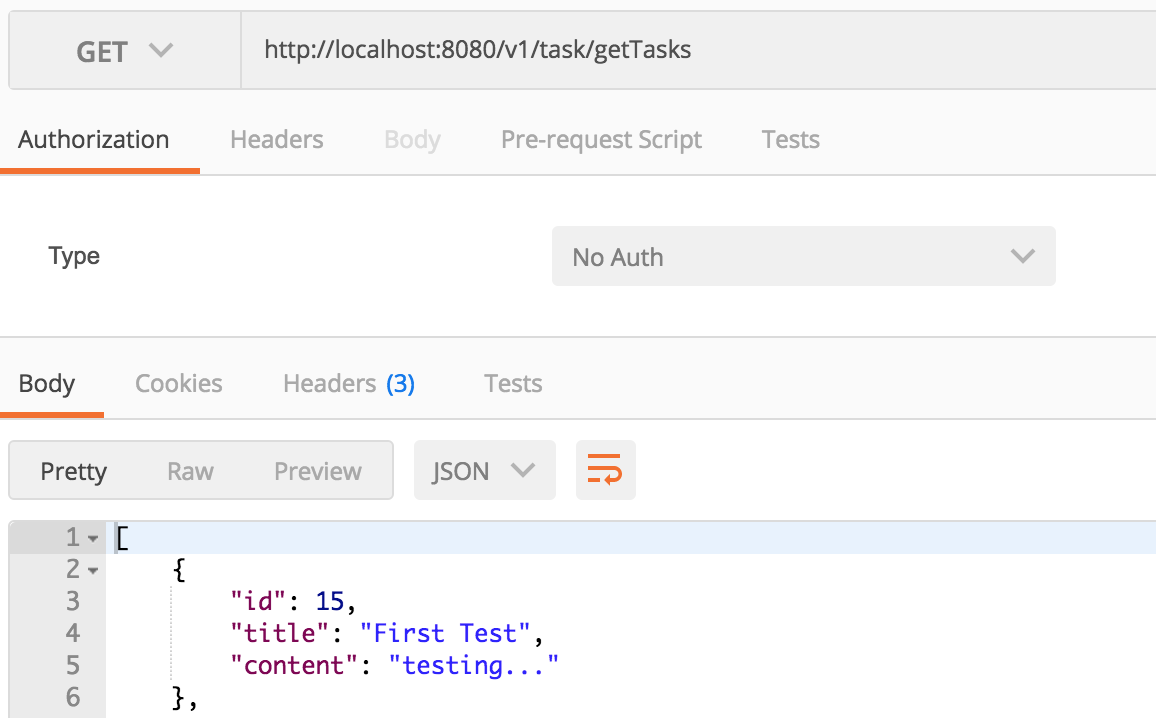 GET http://localhost:8080/v1/task/getTasks
Authorization Headers Body Pre-request Script Tests
Type No Auth
Body Cookies Headers (3) Tests
Pretty Raw Preview JSON
1 [
2 {
3 "id": 15,
4 "title": "First Test",
5 "content": "testing..."
6 },